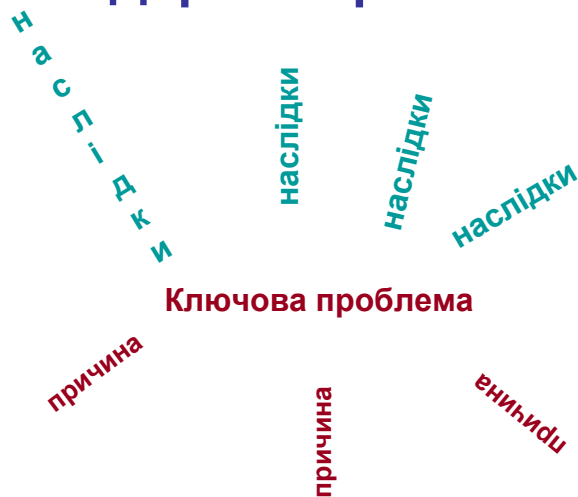 наслідки
наслідки
наслідки
наслідки
Ключова проблема
причина
причина
причина